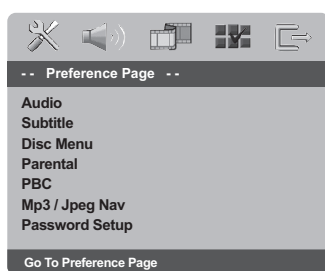 - -  Preference Page  - -
Audio
Subtitle
Disc Menu
Parental
PBC
Mp3 / Jpeg Nav
Password Setup
Go To Preference Page